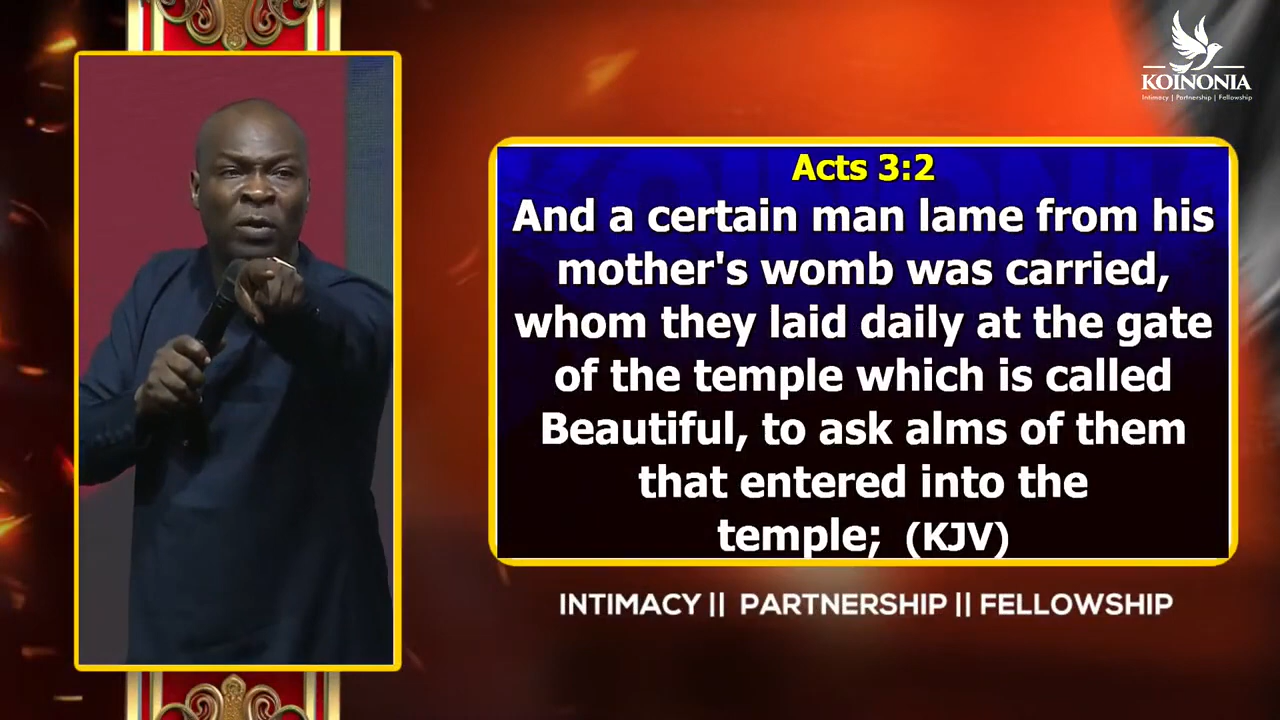 KOINONIA
Intimacy | Partnership | Fellowship
Acts 3:2
And a certain man lame from his
mother's womb was carried,
whom they laid daily at the gate
of the temple which is called
Beautiful, to ask alms of them
that entered into the
temple; (KJV)
INTIMACY || PARTNERSHIP || FELLOWSHIP